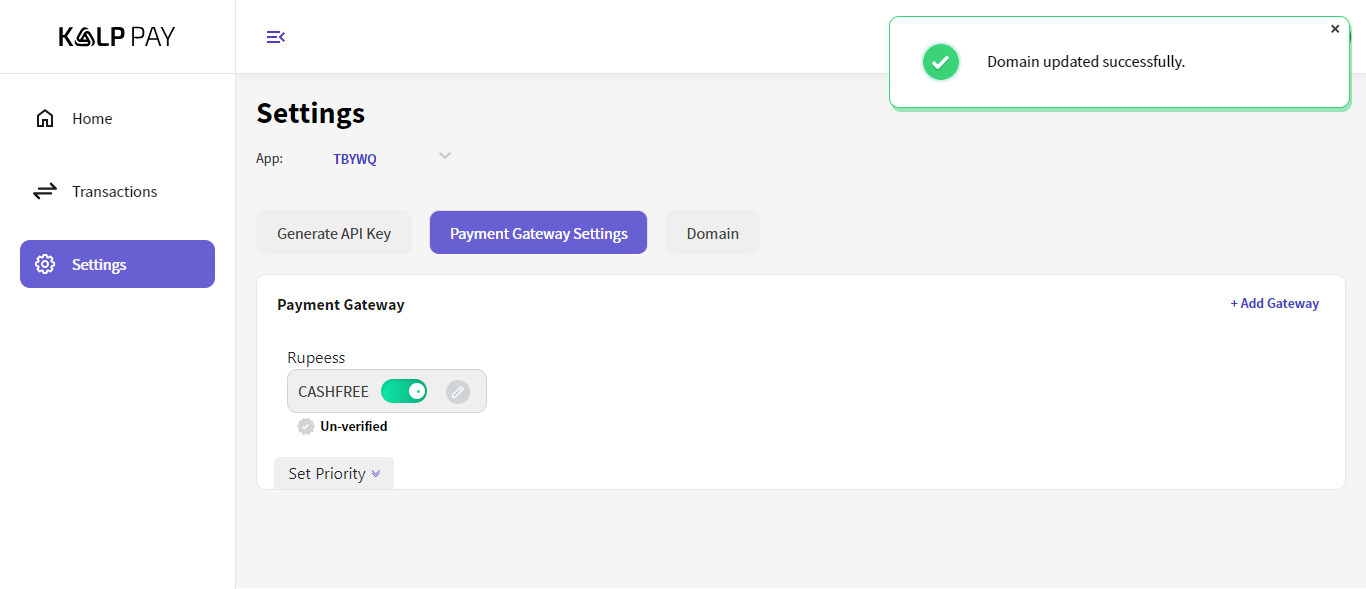 KALP PAY
Domain updated successfully.
Home
Transactions
Settings
Settings
App: TBYWQ
Generate API Key
Payment Gateway Settings
Domain
Payment Gateway
+ Add Gateway
Rupeess
CASHFREE
Un-verified
Set Priority